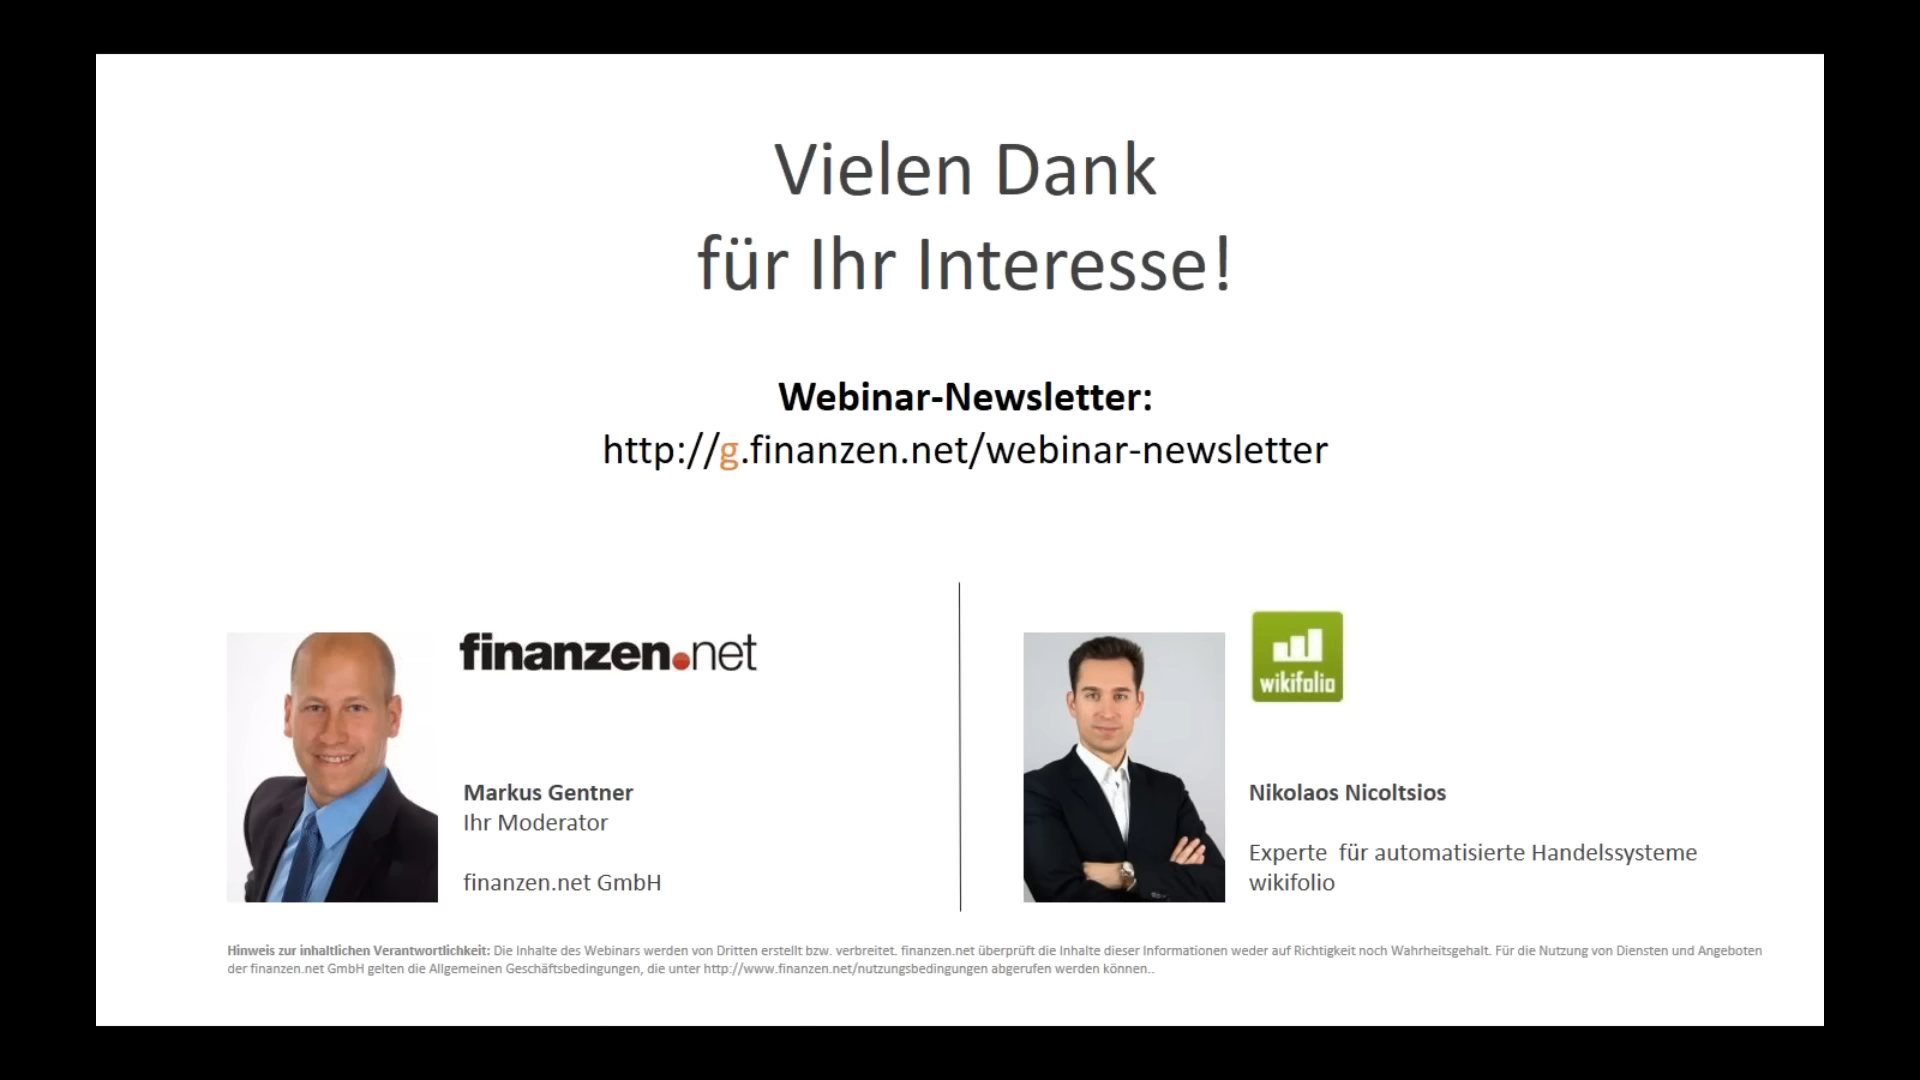 Vielen Dank
für Ihr Interesse!
Webinar-Newsletter:
http://g.finanzen.net/webinar-newsletter
finanzen.net
Markus Gentner
Ihr Moderator
finanzen.net GmbH
wikifolio
Nikolaos Nicoltsios
Experte für automatisierte Handelssysteme
wikifolio
Hinweis zur inhaltlichen Verantwortlichkeit: Die Inhalte des Webinars werden von Dritten erstellt bzw. verbreitet. finanzen.net überprüft die Inhalte dieser Informationen weder auf Richtigkeit noch Wahrheitsgehalt. Für die Nutzung von Diensten und Angeboten
der finanzen.net GmbH gelten die Allgemeinen Geschäftsbedingungen, die unter http://www.finanzen.net/nutzungsbedingungen abgerufen werden können..